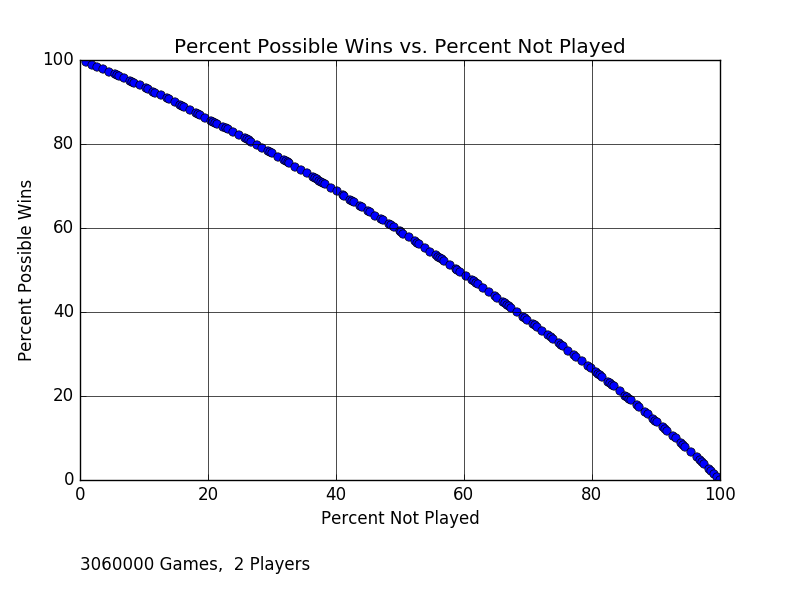 Percent Possible Wins vs. Percent Not Played
100
80
60
40
20
0
Percent Possible Wins
0 20 40 60 80 100
Percent Not Played
3060000 Games,  2 Players